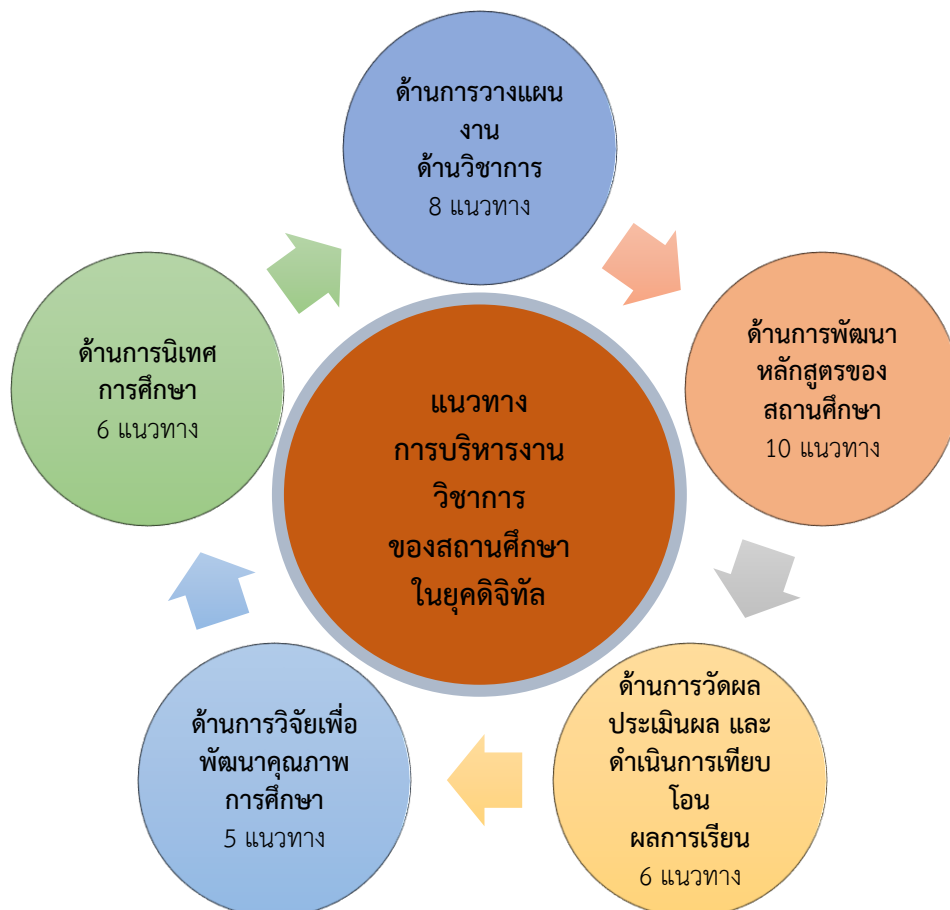 ด้านการวางแผน
งาน
ด้านวิชาการ
8 แนวทาง
ด้านการพัฒนา
หลักสูตรของ
สถานศึกษา
10 แนวทาง
ด้านการวัดผล
ประเมินผล และ
ดำเนินการเทียบ
โอน
ผลการเรียน
6 แนวทาง
ด้านการวิจัยเพื่อ
พัฒนาคุณภาพ
การศึกษา
5 แนวทาง
ด้านการนิเทศ
การศึกษา
6 แนวทาง
แนวทาง
การบริหารงาน
วิชาการ
ของสถานศึกษา
ในยุคดิจิทัล